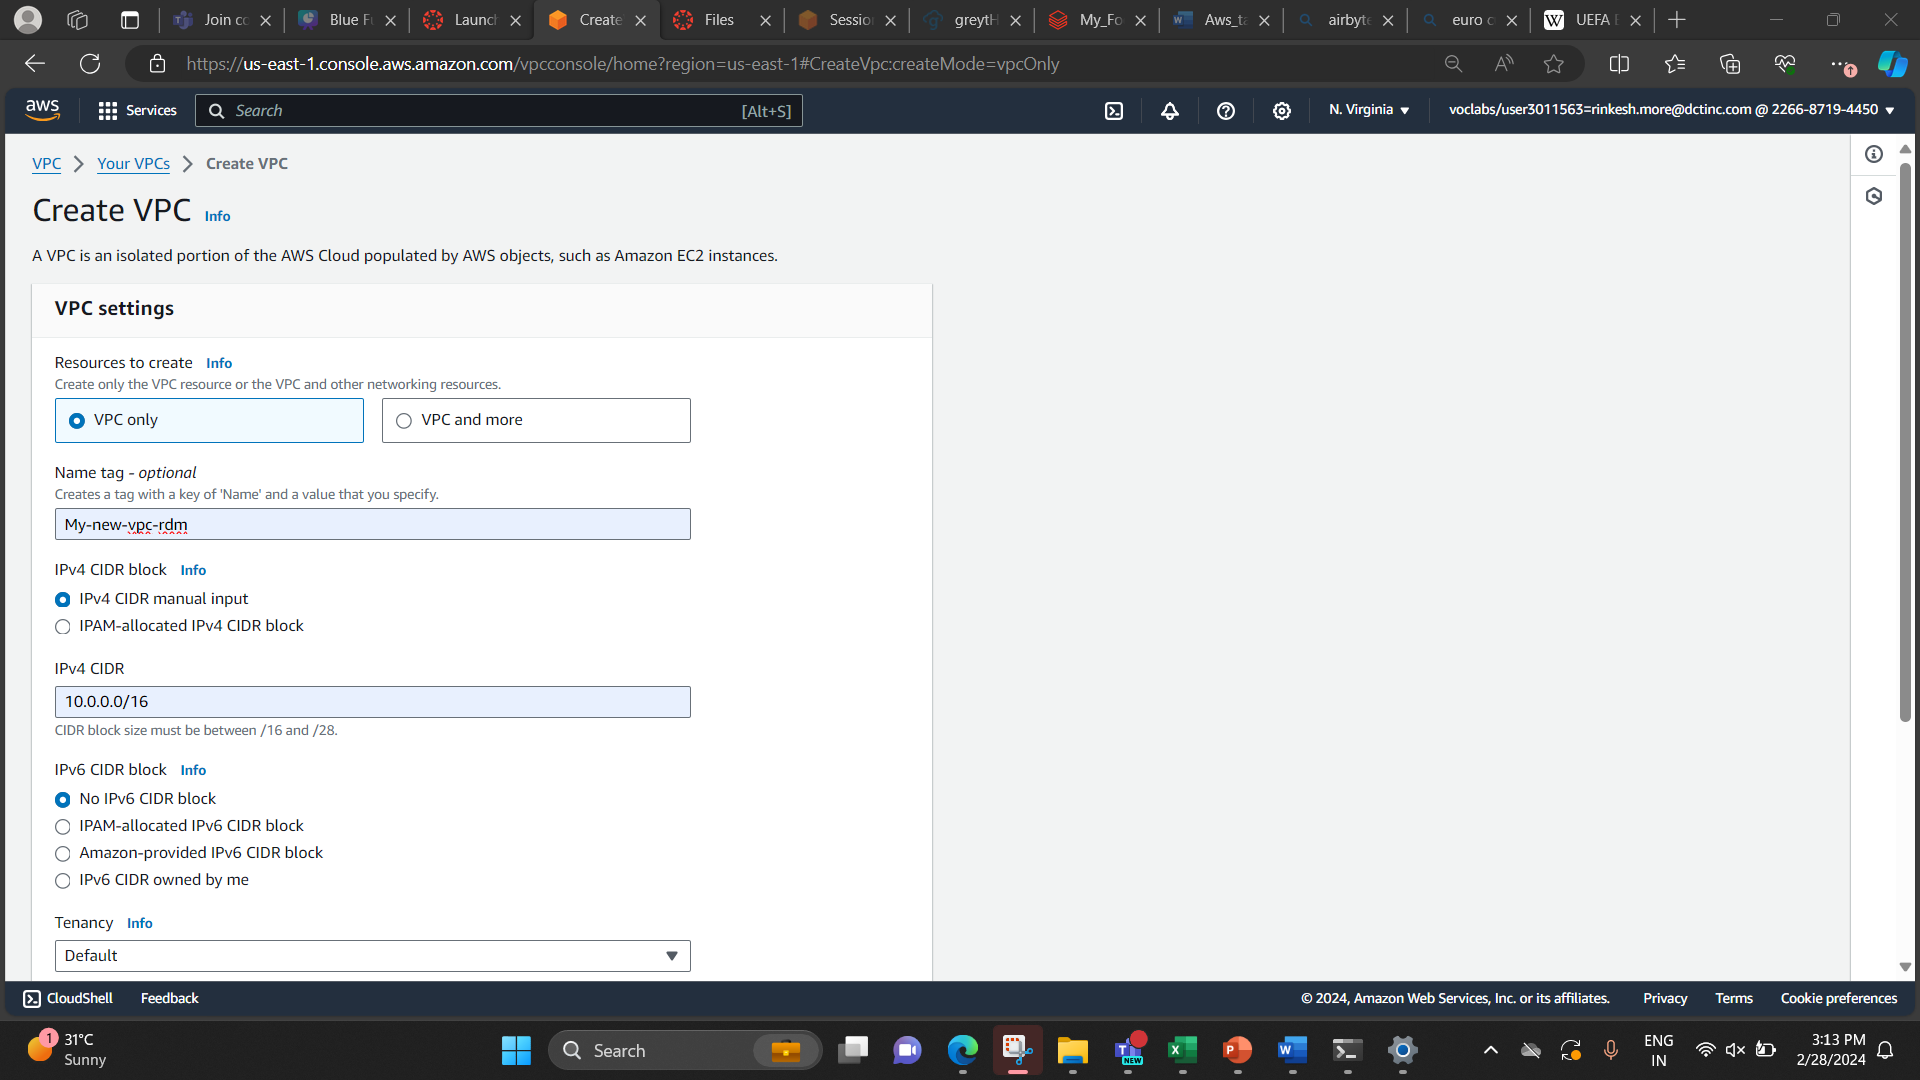 Join co
Blue Fu
Launch
Create
Files
Session
greytH
My_Fo
Aws_ta
airbyte
euro c
UEFA E
https://us-east-1.console.aws.amazon.com/vpcconsole/home?region=us-east-1#CreateVpc:createMode=vpcOnly
aws
Services
Search
[Alt+S]
N. Virginia
voclabs/user3011563=rinkesh.more@dctinc.com @ 2266-8719-4450
VPC
Your VPCs
Create VPC
Create VPC Info
A VPC is an isolated portion of the AWS Cloud populated by AWS objects, such as Amazon EC2 instances.
VPC settings
Resources to create Info
Create only the VPC resource or the VPC and other networking resources.
VPC only
VPC and more
Name tag - optional
Creates a tag with a key of 'Name' and a value that you specify.
My-new-vpc-rdm
IPv4 CIDR block Info
IPv4 CIDR manual input
IPAM-allocated IPv4 CIDR block
IPv4 CIDR
10.0.0.0/16
CIDR block size must be between /16 and /28.
IPv6 CIDR block Info
No IPv6 CIDR block
IPAM-allocated IPv6 CIDR block
Amazon-provided IPv6 CIDR block
IPv6 CIDR owned by me
Tenancy Info
Default
CloudShell
Feedback
© 2024, Amazon Web Services, Inc. or its affiliates.
Privacy
Terms
Cookie preferences
1
31°C
Sunny
Search
NEW
ENG
IN
3:13 PM
2/28/2024